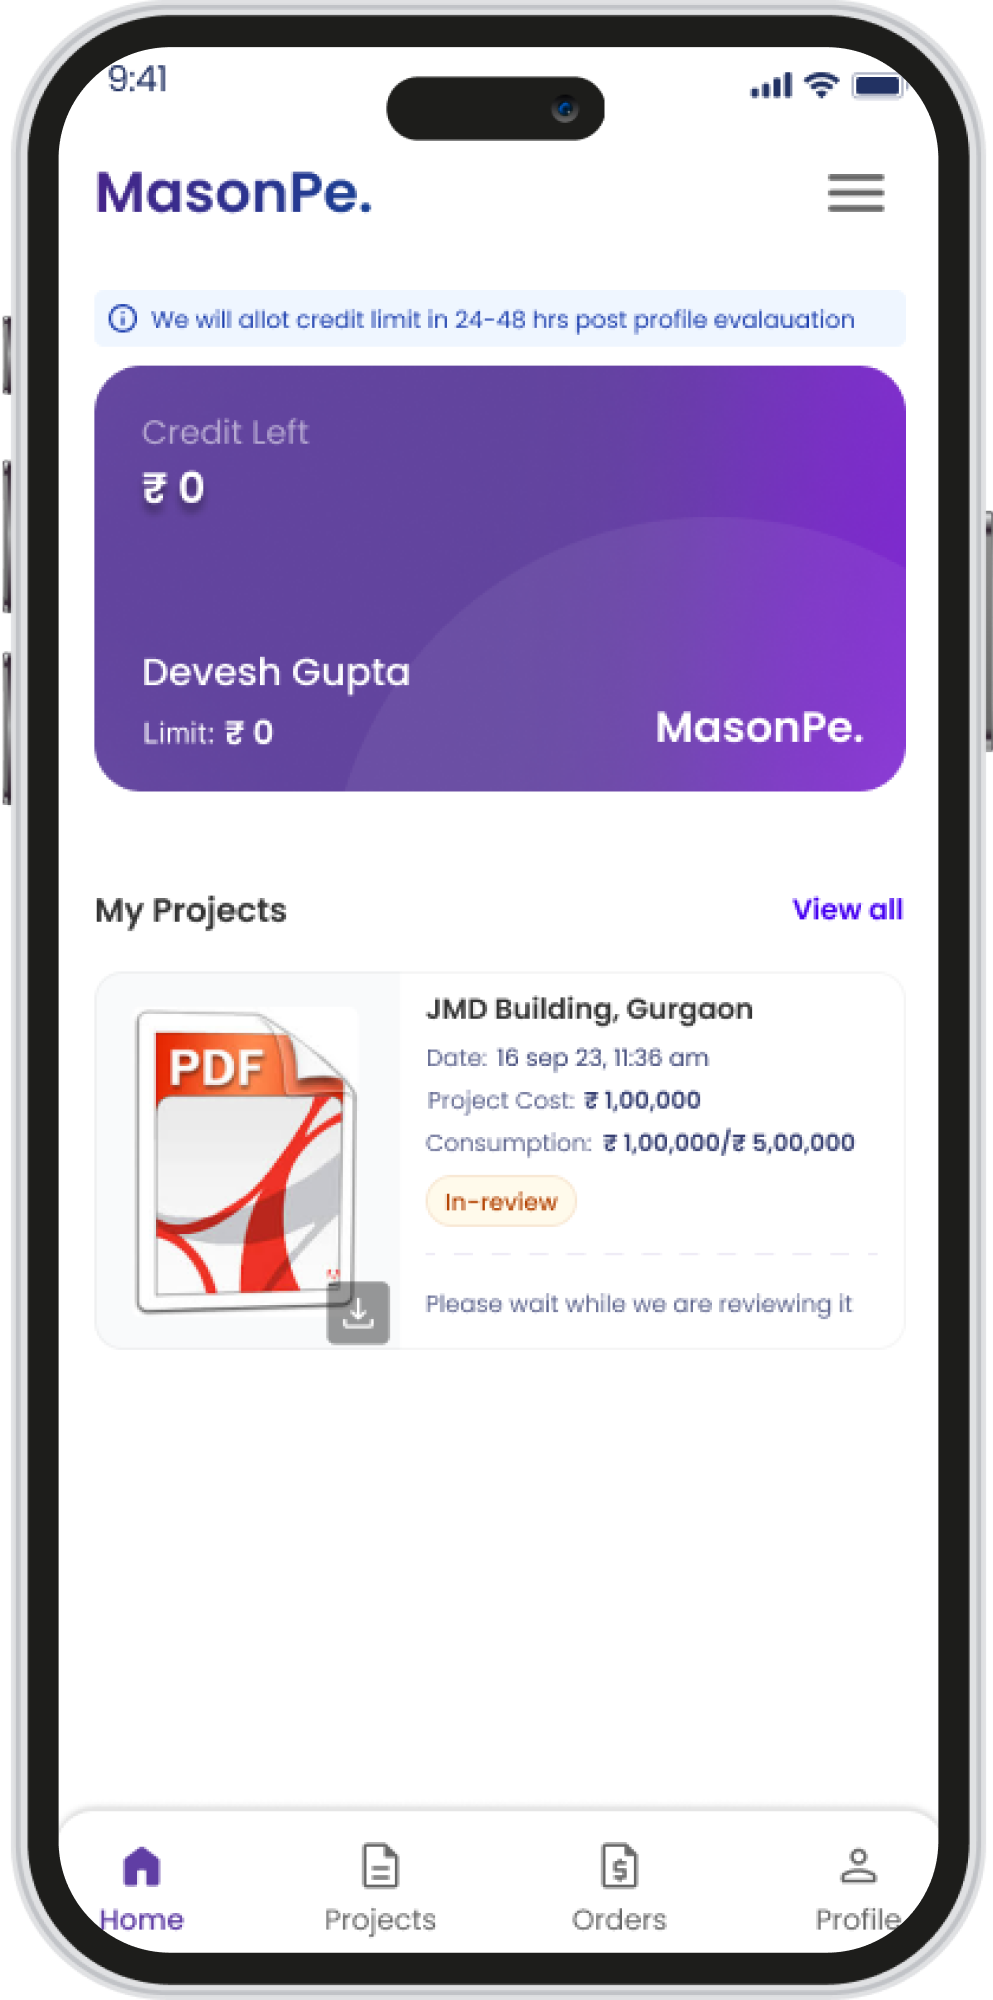 9:41
MasonPe.
We will allot credit limit in 24-48 hrs post profile evalauation
Credit Left
₹ 0
Devesh Gupta
Limit: ₹ 0
MasonPe.
My Projects
View all
PDF
JMD Building, Gurgaon
Date: 16 sep 23, 11:36 am
Project Cost: ₹ 1,00,000
Consumption: ₹ 1,00,000/₹ 5,00,000
In-review
Please wait while we are reviewing it
Home
Projects
Orders
Profile